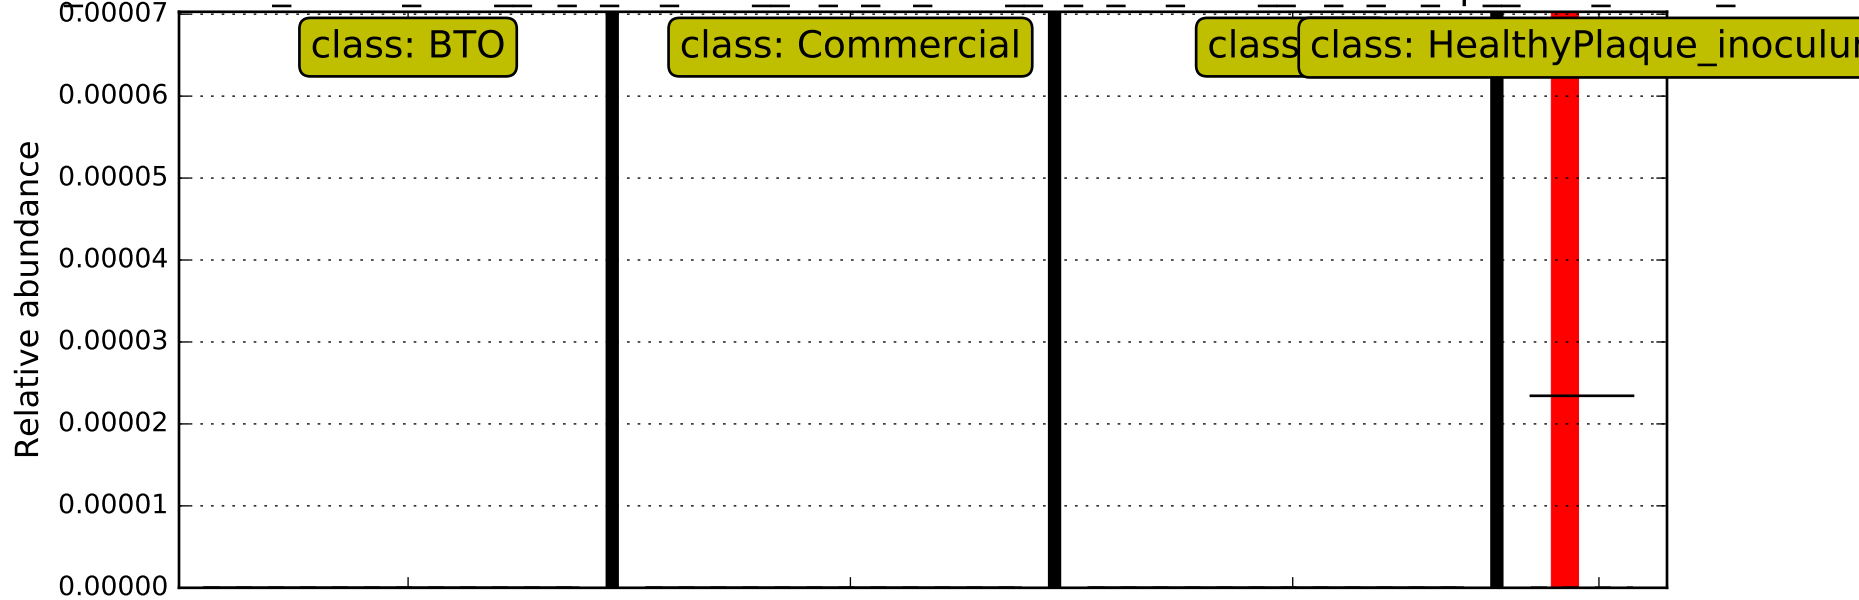 0.00007
class: BTO
class: Commercial
class
class: HealthyPlaque_inoculu
0.00006
0.00005
0.00004
0.00003
0.00002
0.00001
0.00000
Relative abundance